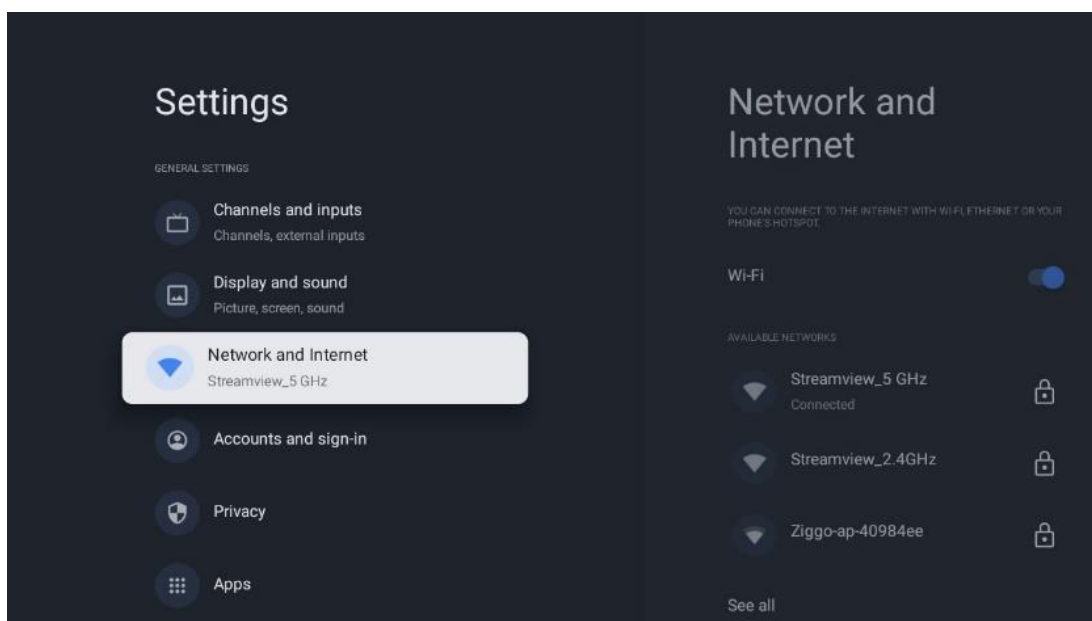 Settings
GENERAL SETTINGS
Channels and inputs
Channels, external inputs
Display and sound
Picture, screen, sound
Network and Internet
Streamview_5 GHz
Accounts and sign-in
Privacy
Apps
Network and
Internet
YOU CAN CONNECT TO THE INTERNET WITH WI-FI, ETHERNET OR YOUR
PHONE'S HOTSPOT.
Wi-Fi
AVAILABLE NETWORKS
Streamview_5 GHz
Connected
Streamview_2.4GHz
Ziggo-ap-40984ee
See all